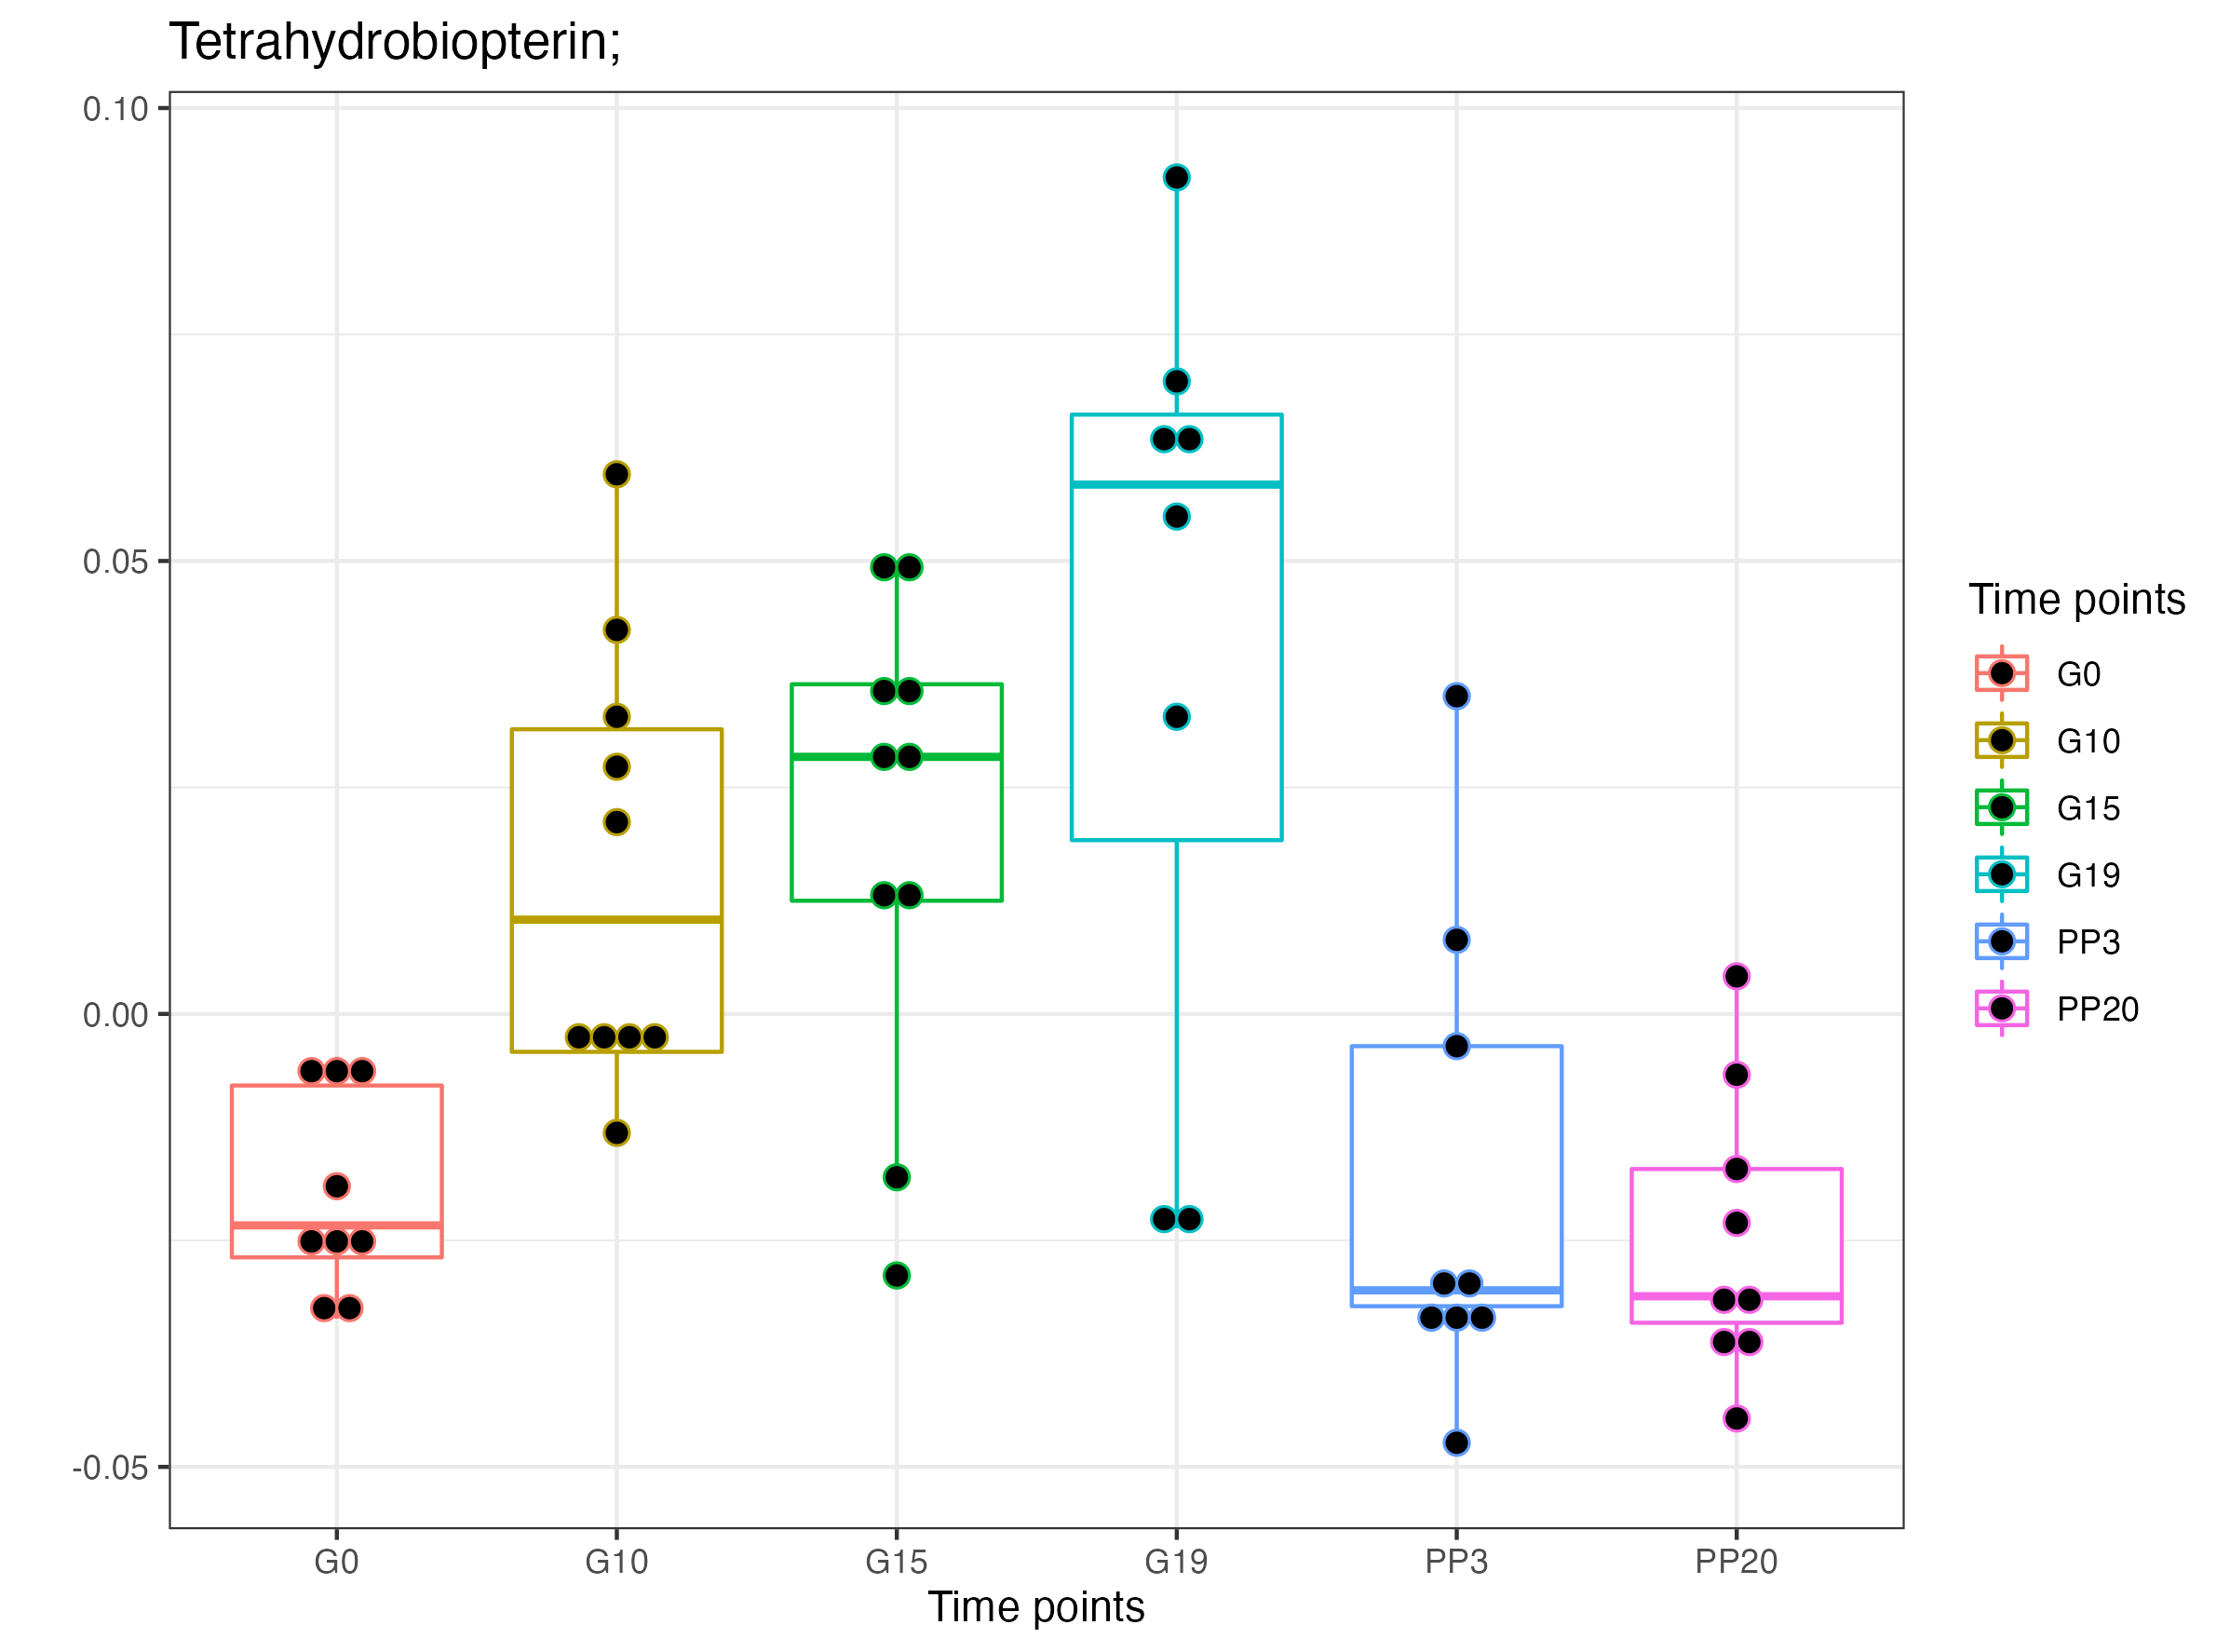 Tetrahydrobiopterin;
0.10
0.05
0.00
-0.05
G0 G10 G15 G19 PP3 PP20
Time points
Time points
G0
G10
G15
G19
PP3
PP20